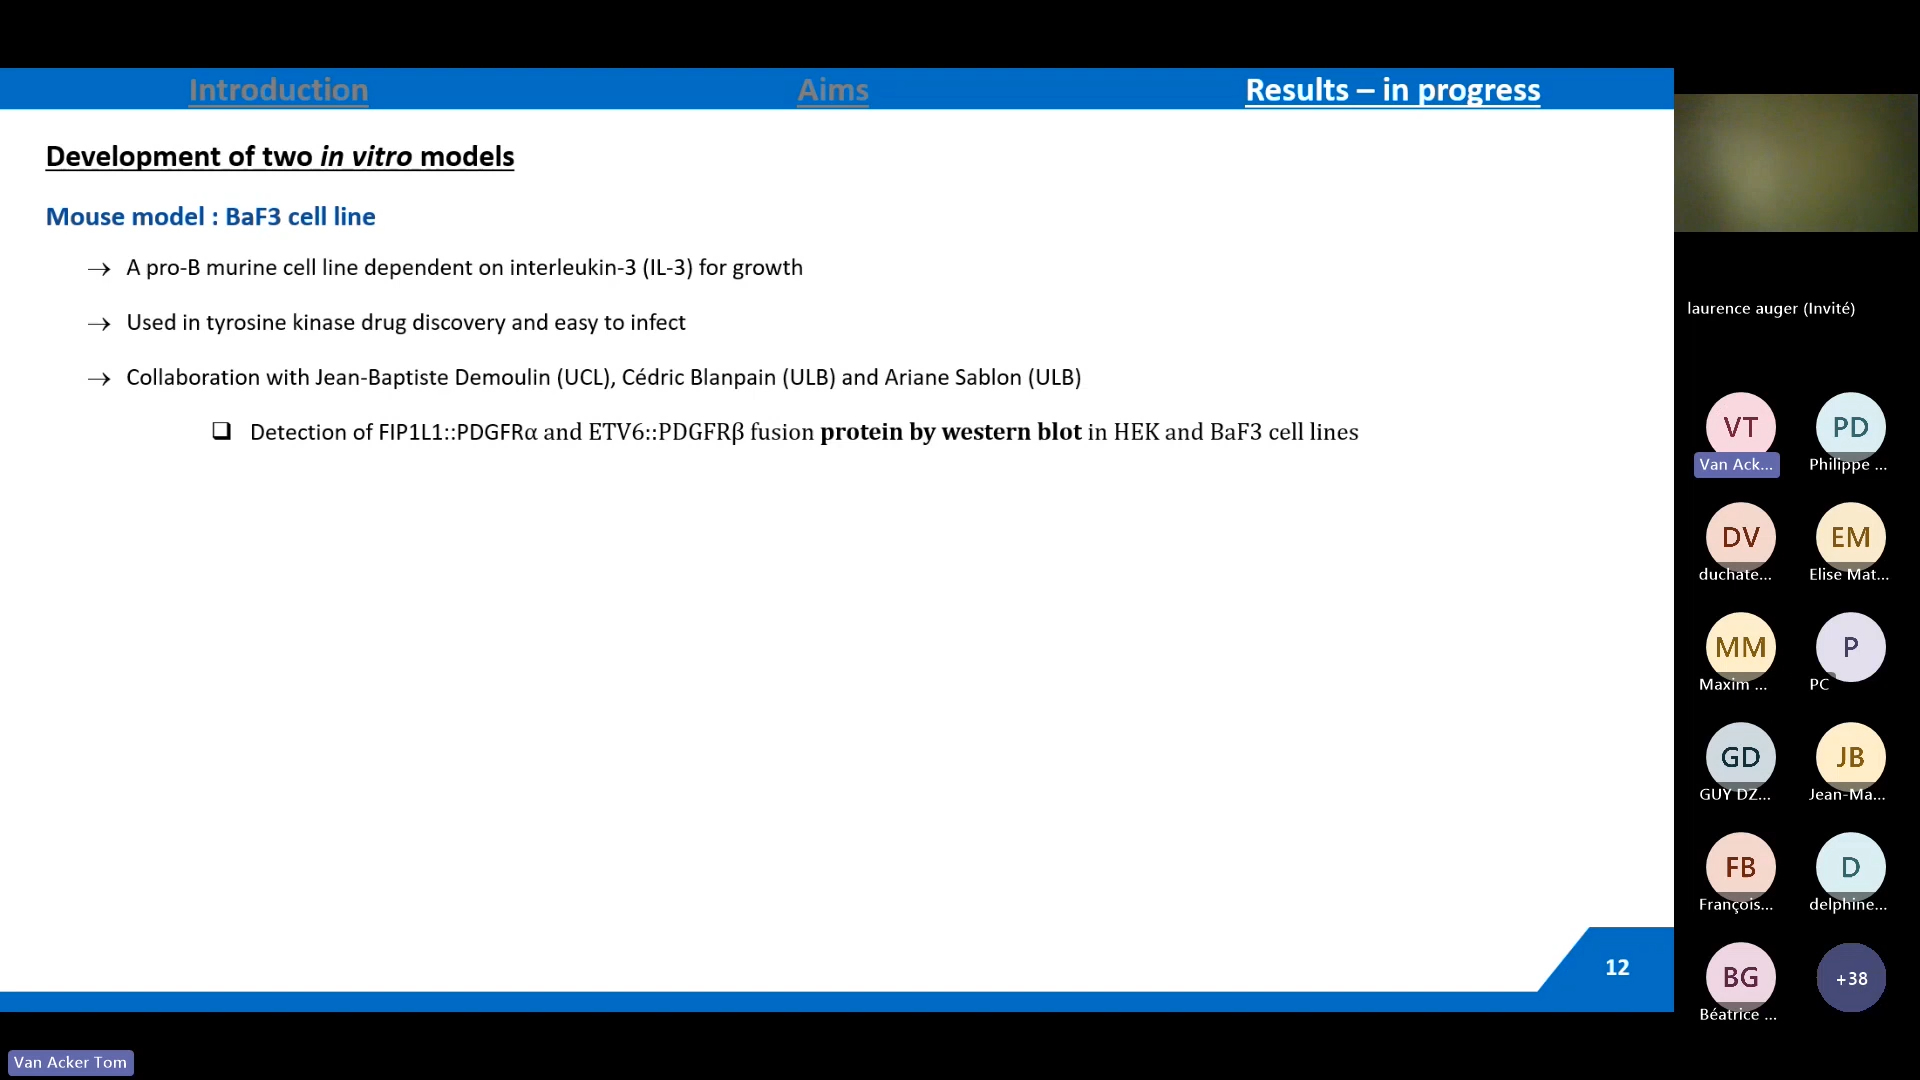 Introduction
Aims
Results – in progress
Development of two in vitro models
Mouse model : BaF3 cell line
→ A pro-B murine cell line dependent on interleukin-3 (IL-3) for growth
→ Used in tyrosine kinase drug discovery and easy to infect
→ Collaboration with Jean-Baptiste Demoulin (UCL), Cédric Blanpain (ULB) and Ariane Sablon (ULB)
❑ Detection of FIP1L1::PDGFRα and ETV6::PDGFRβ fusion protein by western blot in HEK and BaF3 cell lines
12
laurence auger (Invité)
VT
Van Ack...
PD
Philippe ...
DV
duchate...
EM
Elise Mat...
MM
Maxim ...
P
PC
GD
GUY DZ...
JB
Jean-Ma...
FB
François...
D
delphine...
BG
Béatrice ...
+38
Van Acker Tom